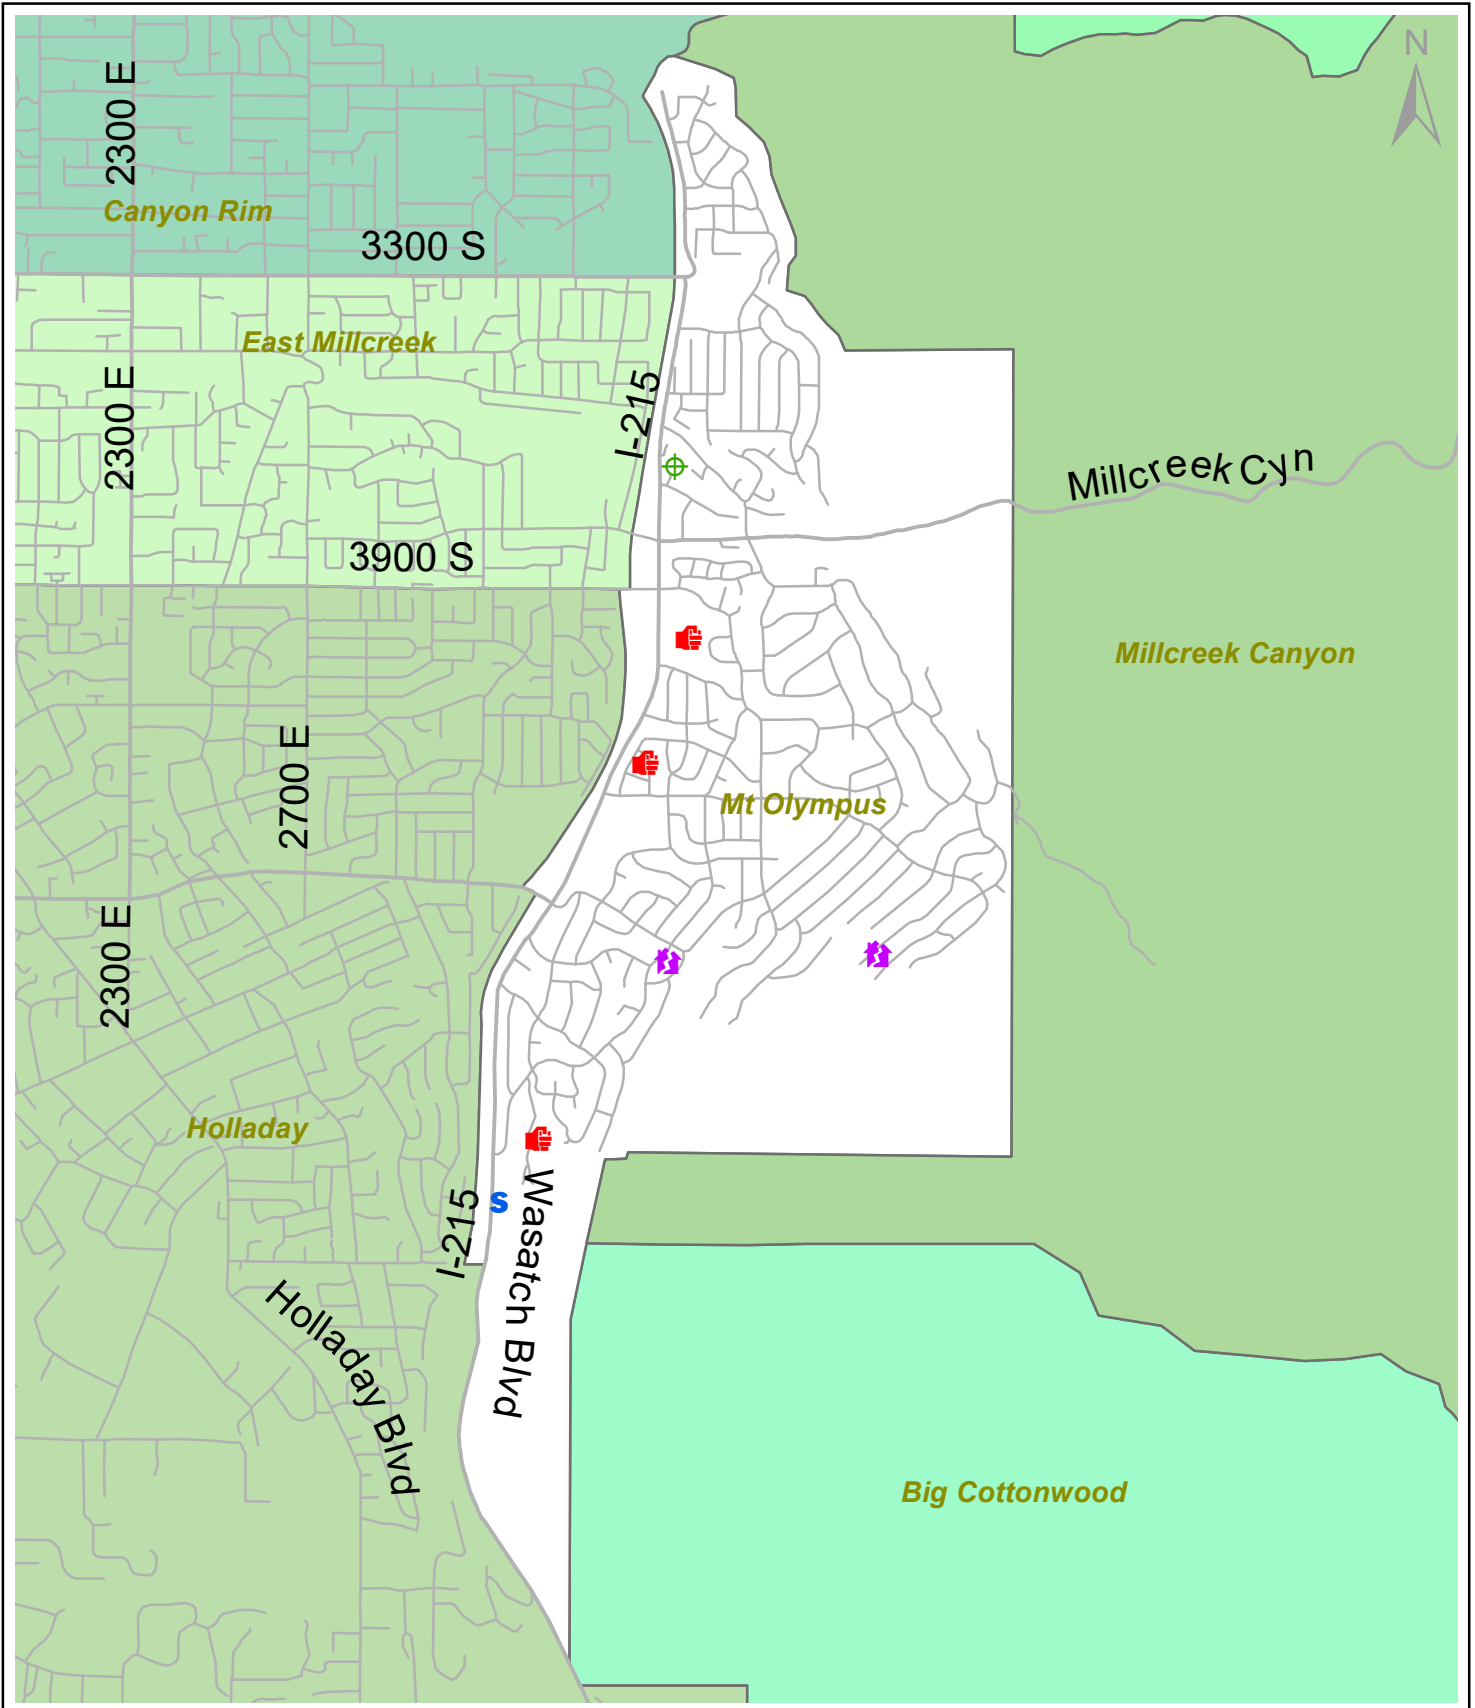 N
2300 E
Canyon Rim
3300 S
East Millcreek
2300 E
I-215
Millcreek Cyn
3900 S
Millcreek Canyon
2700 E
Mt Olympus
2300 E
Holladay
I-215
S
Wasatch Blvd
Holladay Blvd
Big Cottonwood